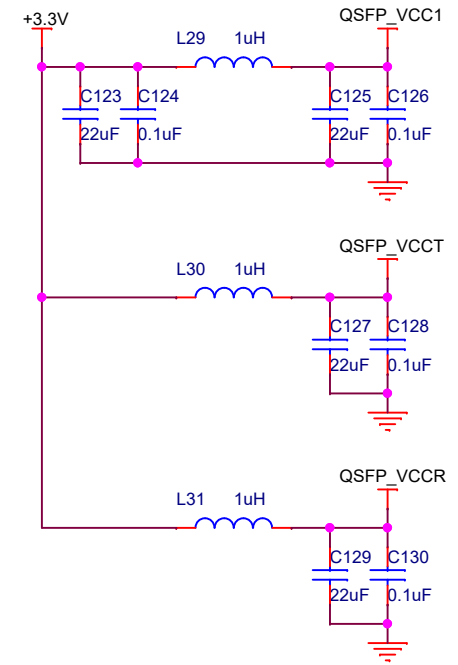 +3.3V
QSFP_VCC1
L29 1uH
C123 C124 C125 C126
22uF 0.1uF 22uF 0.1uF
QSFP_VCCT
L30 1uH
C127 C128
22uF 0.1uF
QSFP_VCCR
L31 1uH
C129 C130
22uF 0.1uF